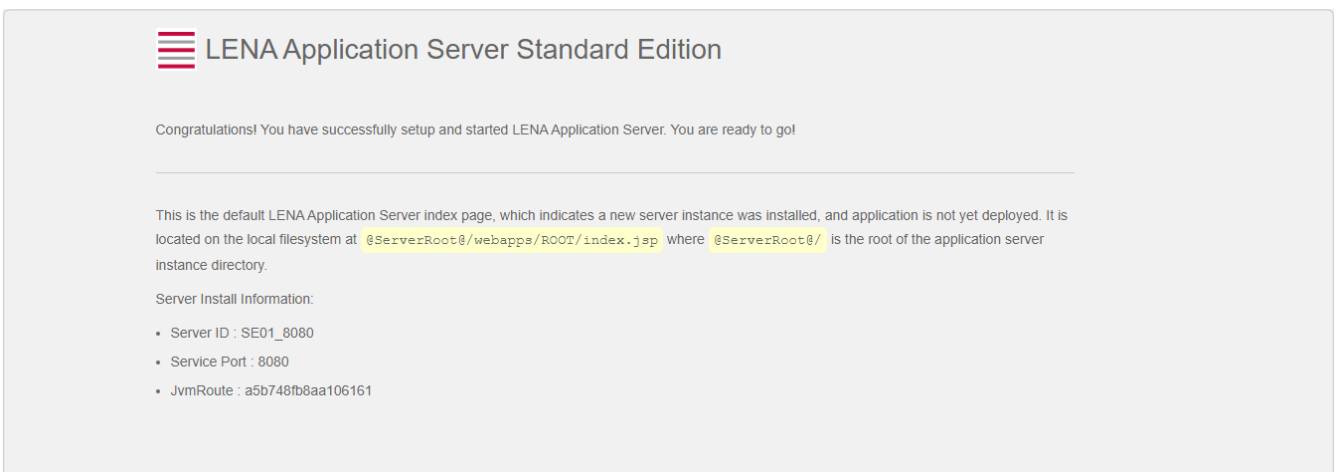 LENA Application Server Standard Edition
Congratulations! You have successfully setup and started LENA Application Server. You are ready to go!
This is the default LENA Application Server index page, which indicates a new server instance was installed, and application is not yet deployed. It is
located on the local filesystem at @ServerRoot@/webapps/ROOT/index.jsp where @ServerRoot@/ is the root of the application server
instance directory.
Server Install Information:
• Server ID : SE01_8080
• Service Port : 8080
• JvmRoute : a5b748fb8aa106161